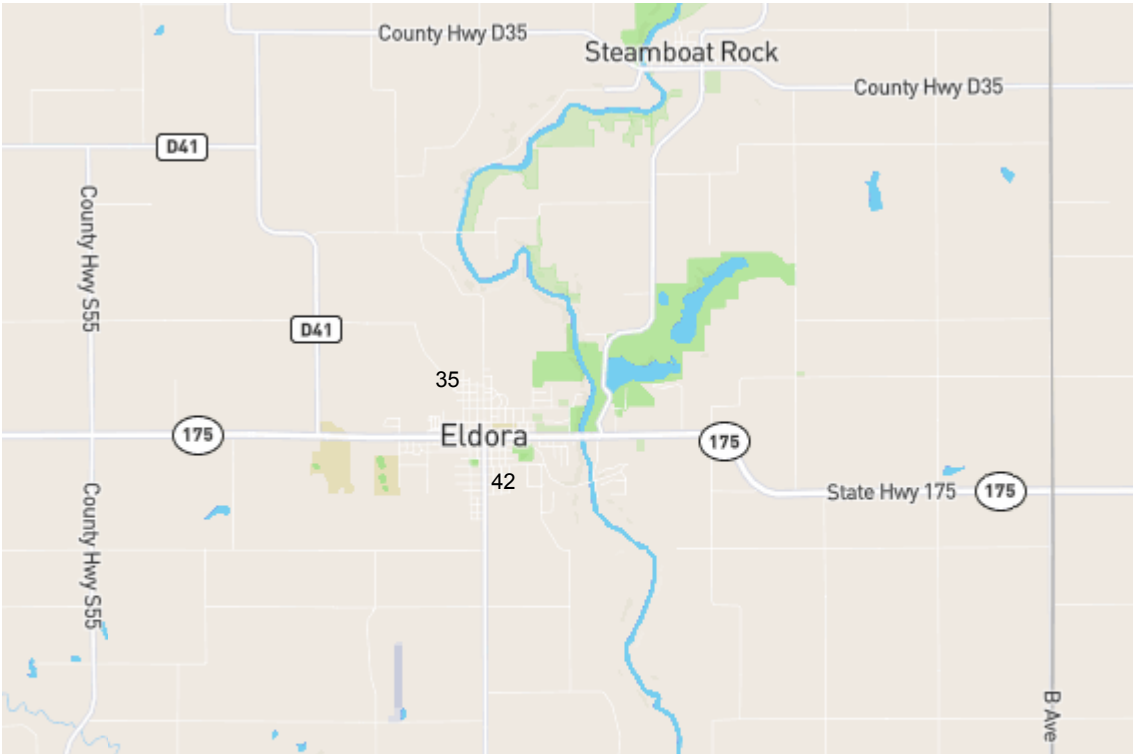 County Hwy D35
Steamboat Rock
County Hwy D35
D41
County Hwy S55
D41
35
175
Eldora
175
42
State Hwy 175
175
County Hwy S55
B Ave